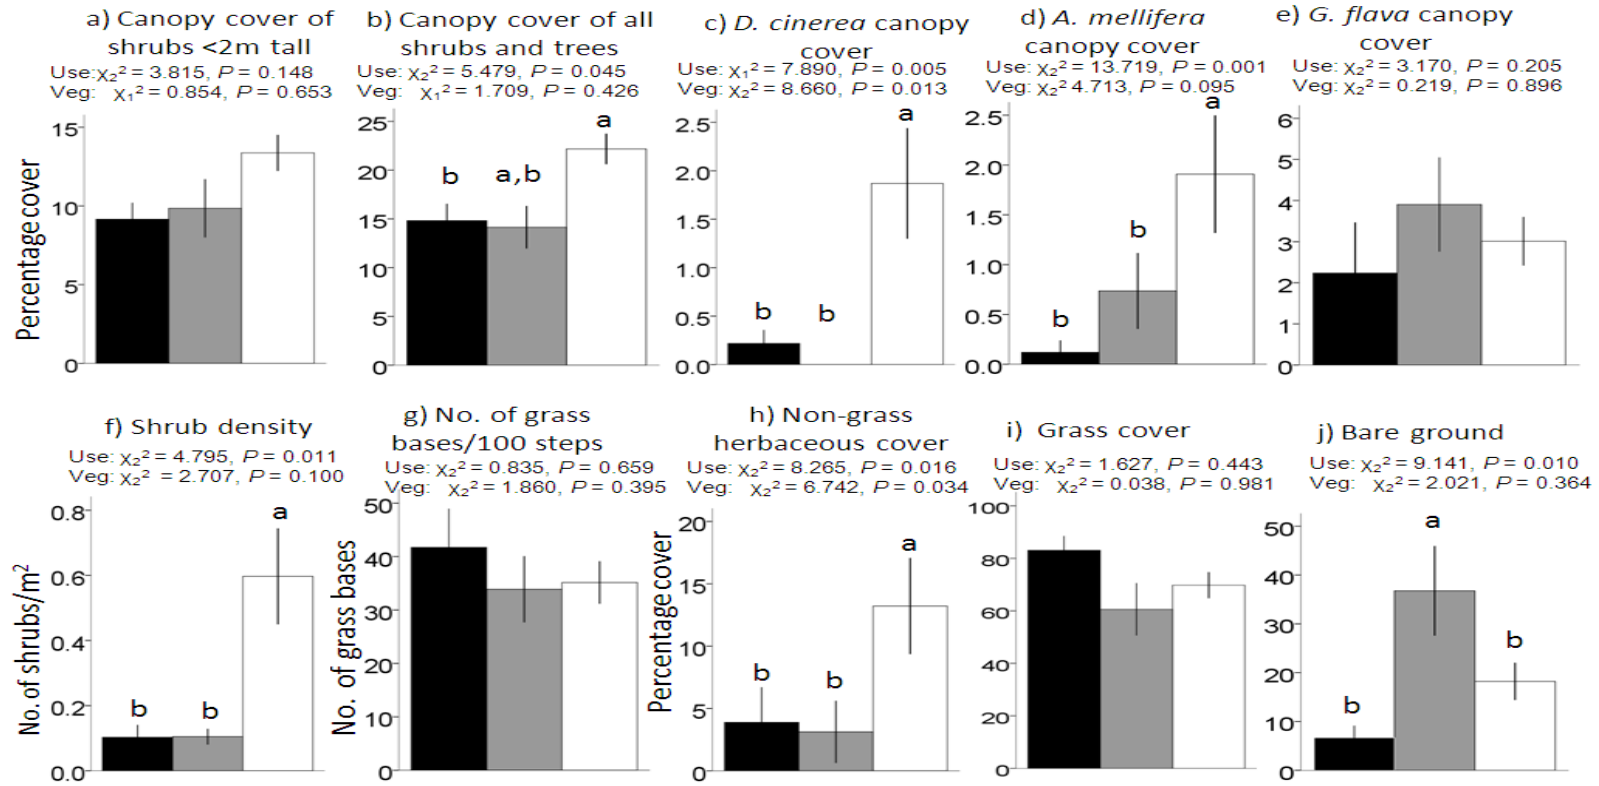 a) Canopy cover of
shrubs <2m tall
Use:χ₂² = 3.815, P = 0.148
Veg: χ₁² = 0.854, P = 0.653
Percentage cover
15
10
5
0
b) Canopy cover of all
shrubs and trees
Use: χ₂² = 5.479, P = 0.045
Veg: χ₁² = 1.709, P = 0.426
25
20
15
10
5
0
b
a,b
a
c) D. cinerea canopy
cover
Use: χ₁² = 7.890, P = 0.005
Veg: χ₂² = 8.660, P = 0.013
2.5
2.0
1.5
1.0
0.5
0.0
b
b
a
d) A. mellifera
canopy cover
Use: χ₂² = 13.719, P = 0.001
Veg: χ₂² 4.713, P = 0.095
2.5
2.0
1.5
1.0
0.5
0.0
b
b
a
e) G. flava canopy
cover
Use: χ₂² = 3.170, P = 0.205
Veg: χ₂² = 0.219, P = 0.896
6
5
4
3
2
1
0
f) Shrub density
Use: χ₂² = 4.795, P = 0.011
Veg: χ₂² = 2.707, P = 0.100
No. of shrubs/m²
0.8
0.6
0.4
0.2
0.0
b
b
a
g) No. of grass
bases/100 steps
Use: χ₂² = 0.835, P = 0.659
Veg: χ₂² = 1.860, P = 0.395
No. of grass bases
50
40
30
20
10
0
h) Non-grass
herbaceous cover
Use: χ₂² = 8.265, P = 0.016
Veg: χ₂² = 6.742, P = 0.034
Percentage cover
20
15
10
5
0
b
b
a
i) Grass cover
Use: χ₂² = 1.627, P = 0.443
Veg: χ₂² = 0.038, P = 0.981
100
80
60
40
20
0
j) Bare ground
Use: χ₂² = 9.141, P = 0.010
Veg: χ₂² = 2.021, P = 0.364
50
40
30
20
10
0
b
a
b